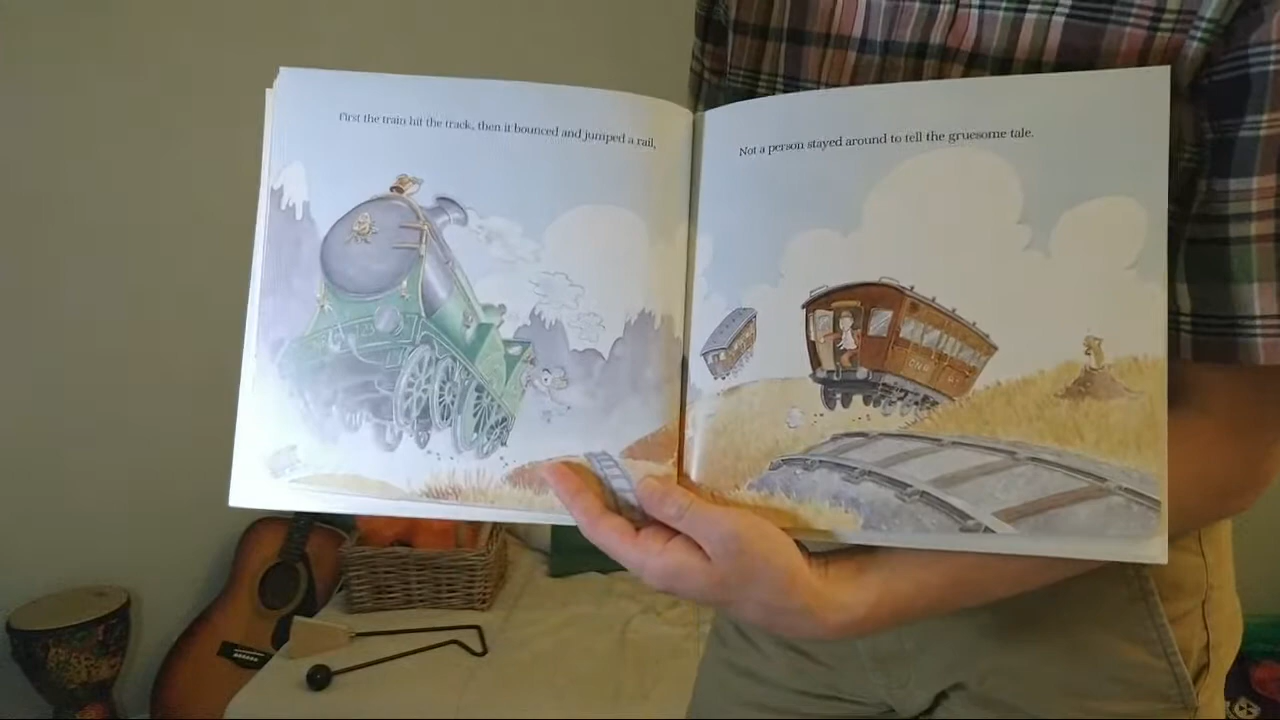 First the train hit the track, then it bounced and jumped a rail,
Not a person stayed around to tell the gruesome tale.